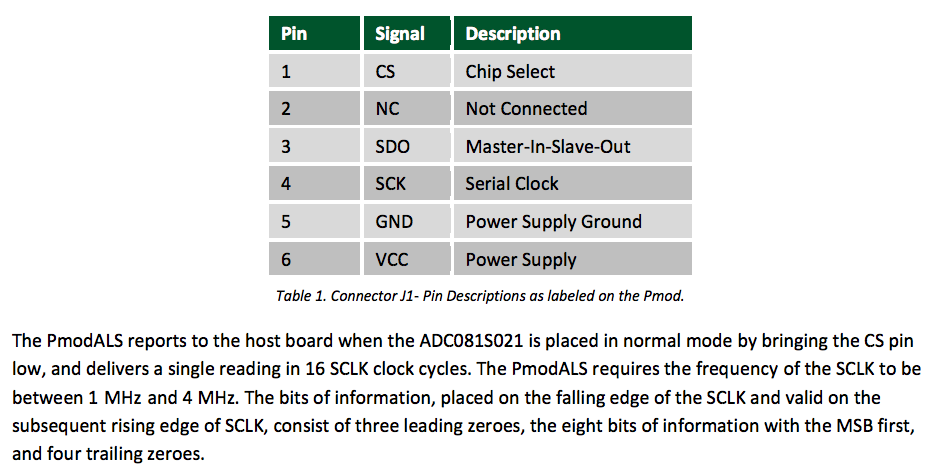 Pin Signal Description
1 CS Chip Select
2 NC Not Connected
3 SDO Master-In-Slave-Out
4 SCK Serial Clock
5 GND Power Supply Ground
6 VCC Power Supply
Table 1. Connector J1- Pin Descriptions as labeled on the Pmod.
The PmodALS reports to the host board when the ADC081S021 is placed in normal mode by bringing the CS pin
low, and delivers a single reading in 16 SCLK clock cycles. The PmodALS requires the frequency of the SCLK to be
between 1 MHz and 4 MHz. The bits of information, placed on the falling edge of the SCLK and valid on the
subsequent rising edge of SCLK, consist of three leading zeroes, the eight bits of information with the MSB first,
and four trailing zeroes.